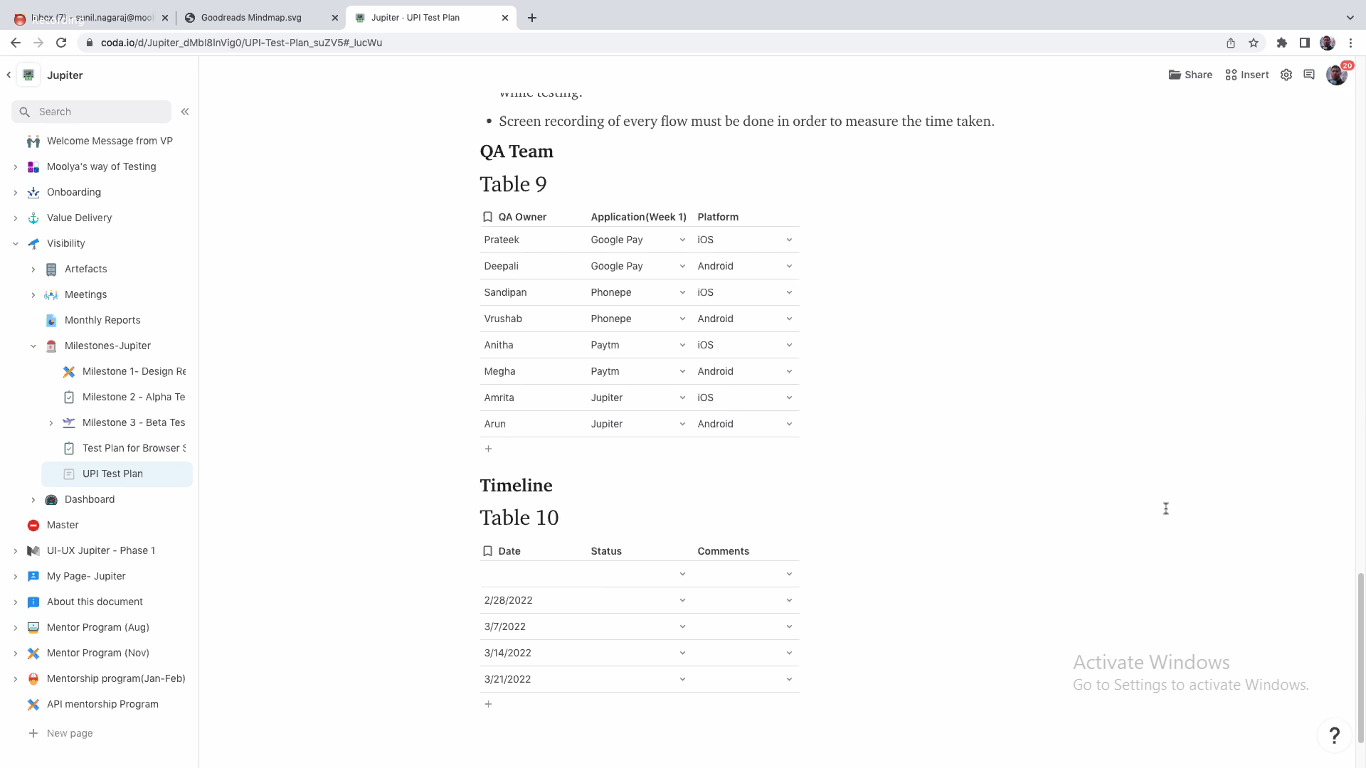 Inbox (7) - sunil.nagaraj@moo
Recording
Goodreads Mindmap.svg
Jupiter · UPI Test Plan
coda.io/d/Jupiter_dMbl8lnVig0/UPI-Test-Plan_suZV5#_lucWu
Jupiter
Share
Insert
20
Search
Welcome Message from VP
Moolya's way of Testing
Onboarding
Value Delivery
Visibility
Artefacts
Meetings
Monthly Reports
Milestones-Jupiter
Milestone 1- Design Re
Milestone 2 - Alpha Te
Milestone 3 - Beta Tes
Test Plan for Browser S
UPI Test Plan
Dashboard
Master
UI-UX Jupiter - Phase 1
My Page- Jupiter
About this document
Mentor Program (Aug)
Mentor Program (Nov)
Mentorship program(Jan-Feb)
API mentorship Program
New page
while testing.
• Screen recording of every flow must be done in order to measure the time taken.
QA Team
Table 9
QA Owner Application(Week 1) Platform
Prateek Google Pay iOS
Deepali Google Pay Android
Sandipan Phonepe iOS
Vrushab Phonepe Android
Anitha Paytm iOS
Megha Paytm Android
Amrita Jupiter iOS
Arun Jupiter Android
Timeline
Table 10
Date Status Comments
2/28/2022
3/7/2022
3/14/2022
3/21/2022
Activate Windows
Go to Settings to activate Windows.
?